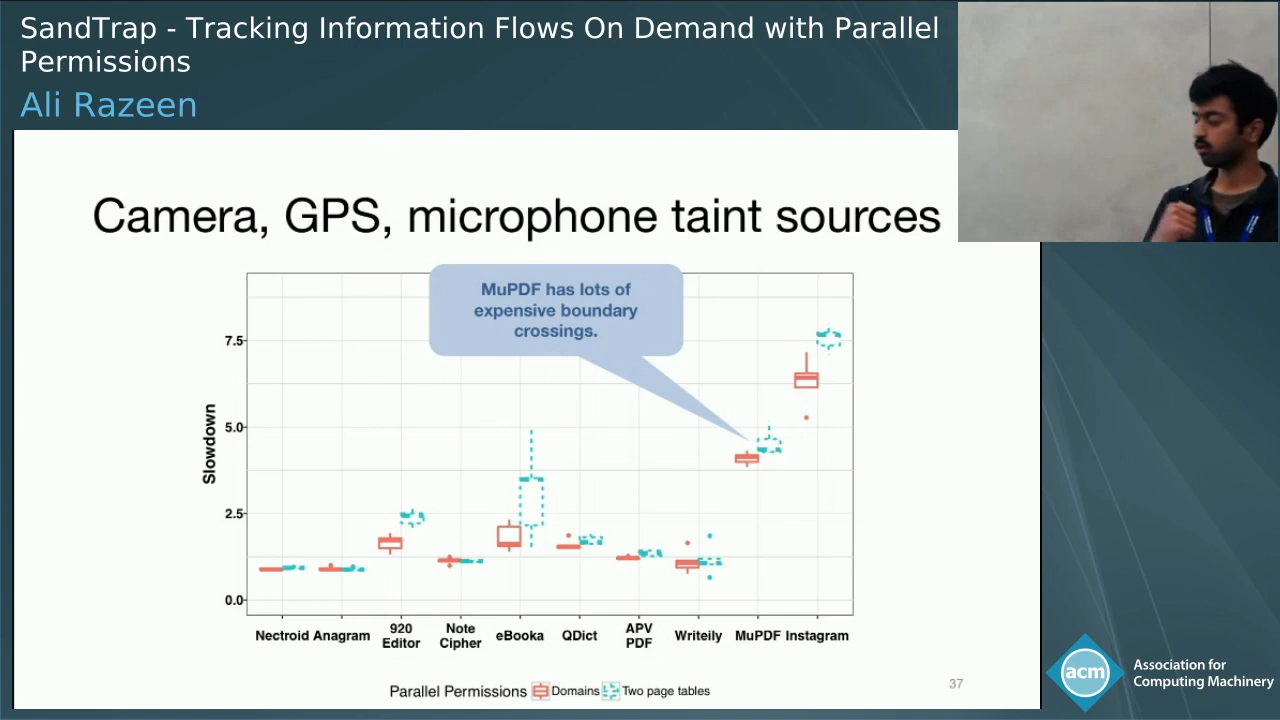 SandTrap - Tracking Information Flows On Demand with Parallel
Permissions
Ali Razeen
Camera, GPS, microphone taint sources
MuPDF has lots of
expensive boundary
crossings.
7.5
5.0
2.5
0.0
Slowdown
Nectroid Anagram 920 Editor Note Cipher eBooka QDict APV PDF Writeily MuPDF Instagram
Parallel Permissions Domains Two page tables
37
acm
Association for
Computing Machinery